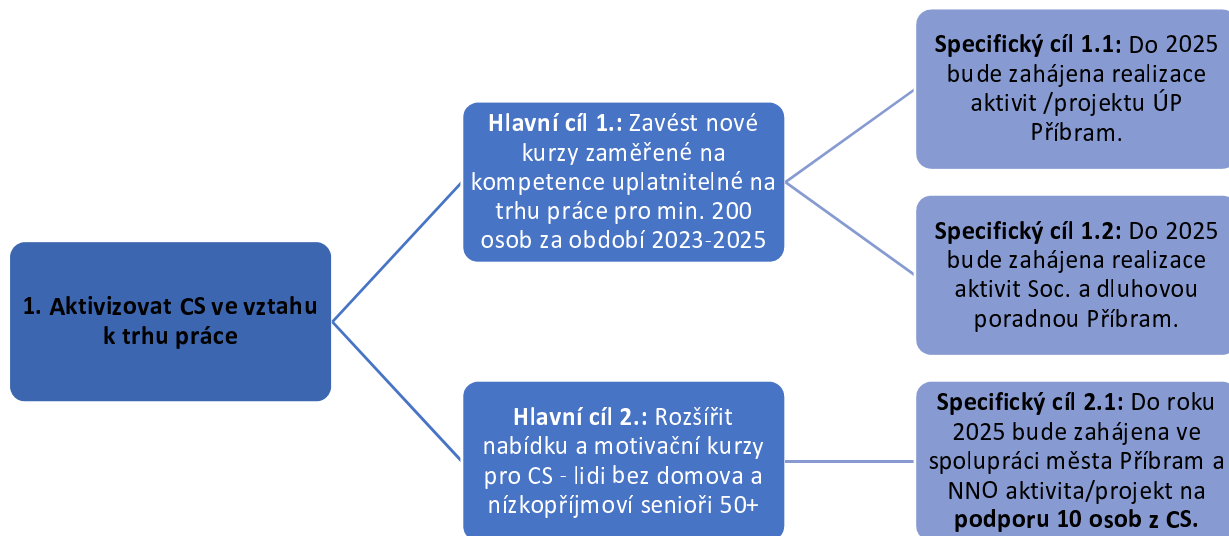 1. Aktivizovat CS ve vztahu
k trhu práce
Hlavní cíl 1.: Zavést nové
kurzy zaměřené na
kompetence uplatnitelné na
trhu práce pro min. 200
osob za období 2023-2025
Specifický cíl 1.1: Do 2025
bude zahájena realizace
aktivit /projektu ÚP
Příbram.
Specifický cíl 1.2: Do 2025
bude zahájena realizace
aktivit Soc. a dluhovou
poradnou Příbram.
Hlavní cíl 2.: Rozšířit
nabídku a motivační kurzy
pro CS - lidi bez domova a
nízkopříjmoví senioři 50+
Specifický cíl 2.1: Do roku
2025 bude zahájena ve
spolupráci města Příbram a
NNO aktivita/projekt na
podporu 10 osob z CS.